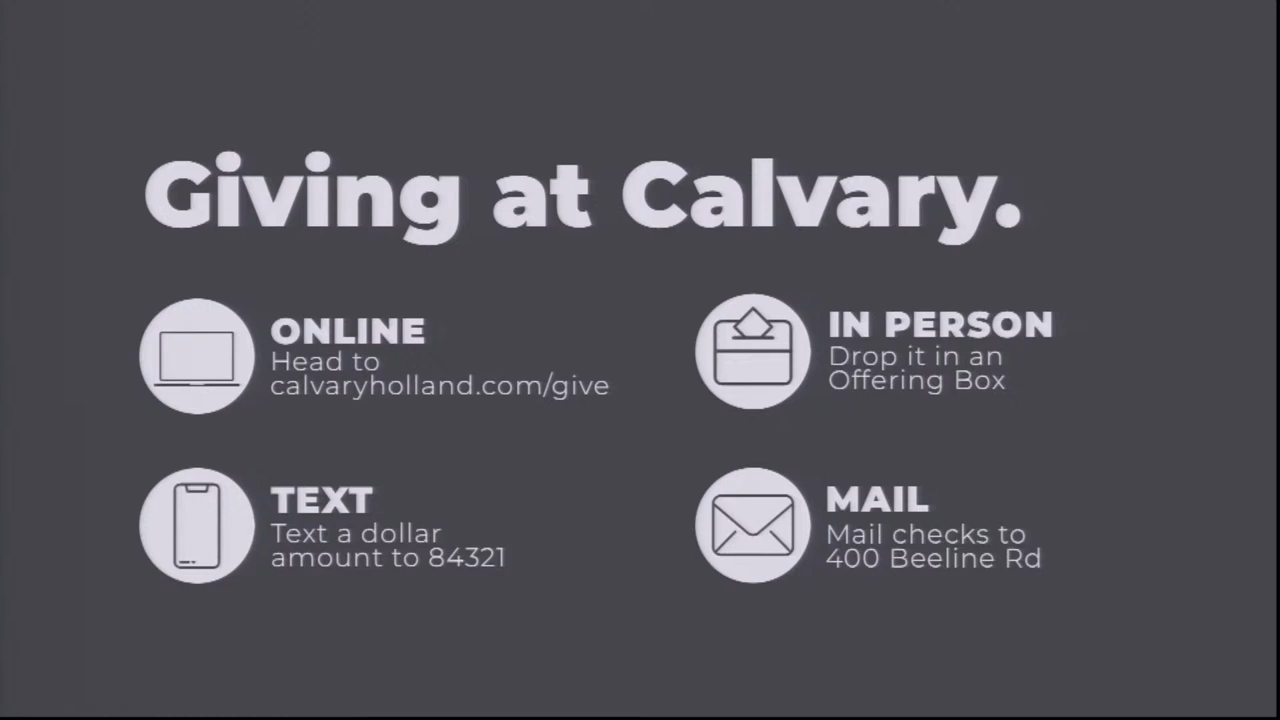 Giving at Calvary.
ONLINE
Head to
calvaryholland.com/give
IN PERSON
Drop it in an
Offering Box
TEXT
Text a dollar
amount to 84321
MAIL
Mail checks to
400 Beeline Rd